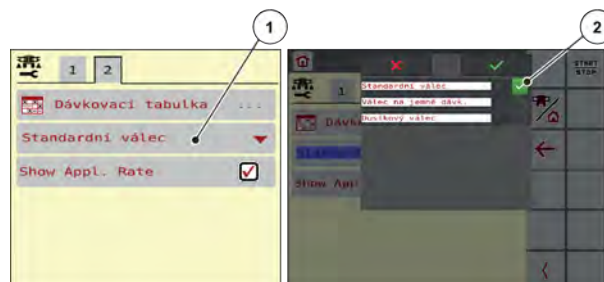 1
2
1 2
Dávkovací tabulka ...
Standardní válec
Show Appl. Rate
START
STOP
1
Standardní válec
Válec na jemné dávk.
Dusíkový válec
Dávk
Show Appl